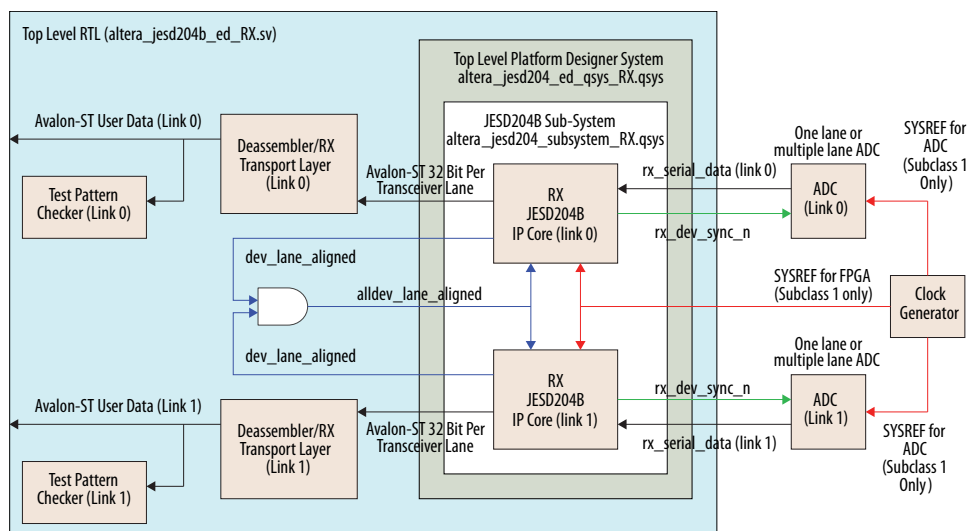 Top Level RTL (altera_jesd204b_ed_RX.sv)
Top Level Platform Designer System
altera_jesd204_ed_qsys_RX.qsys
JESD204B Sub-System
altera_jesd204_subsystem_RX.qsys
Avalon-ST User Data (Link 0)
Deassembler/RX
Transport Layer
(Link 0)
Test Pattern
Checker (Link 0)
Avalon-ST 32 Bit Per
Transceiver Lane
RX
JESD204B
IP Core (link 0)
rx_serial_data (link 0)
rx_dev_sync_n
One lane or
multiple lane ADC
ADC
(Link 0)
SYSREF for
ADC
(Subclass 1
Only)
dev_lane_aligned
alldev_lane_aligned
dev_lane_aligned
SYSREF for FPGA
(Subclass 1 only)
Clock
Generator
Avalon-ST User Data (Link 1)
Deassembler/RX
Transport Layer
(Link 1)
Test Pattern
Checker (Link 1)
Avalon-ST 32 Bit Per
Transceiver Lane
RX
JESD204B
IP Core (link 1)
rx_dev_sync_n
rx_serial_data (link 1)
One lane or
multiple lane ADC
ADC
(Link 1)
SYSREF for
ADC
(Subclass 1
Only)